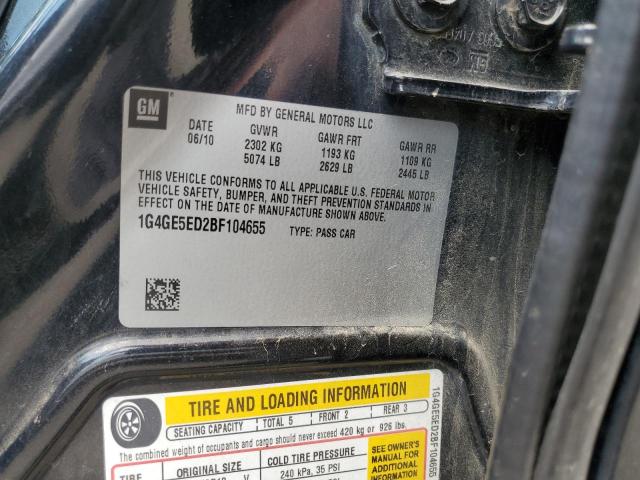 GM
MFD BY GENERAL MOTORS LLC
DATE GVWR GAWR FRT GAWR RR
06/10 2302 KG 1193 KG 1109 KG
5074 LB 2629 LB 2445 LB
THIS VEHICLE CONFORMS TO ALL APPLICABLE U.S. FEDERAL MOTOR
VEHICLE SAFETY, BUMPER, AND THEFT PREVENTION STANDARDS IN
EFFECT ON THE DATE OF MANUFACTURE SHOWN ABOVE.
1G4GE5ED2BF104655 TYPE: PASS CAR
TIRE AND LOADING INFORMATION
SEATING CAPACITY TOTAL 5 FRONT 2 REAR 3
The combined weight of occupants and cargo should never exceed 420 kg or 926 lbs.
TIRE ORIGINAL SIZE COLD TIRE PRESSURE
240 kPa, 35 PSI
SEE OWNER'S
MANUAL FOR
ADDITIONAL
INFORMATION
1G4GE5ED2BF104655